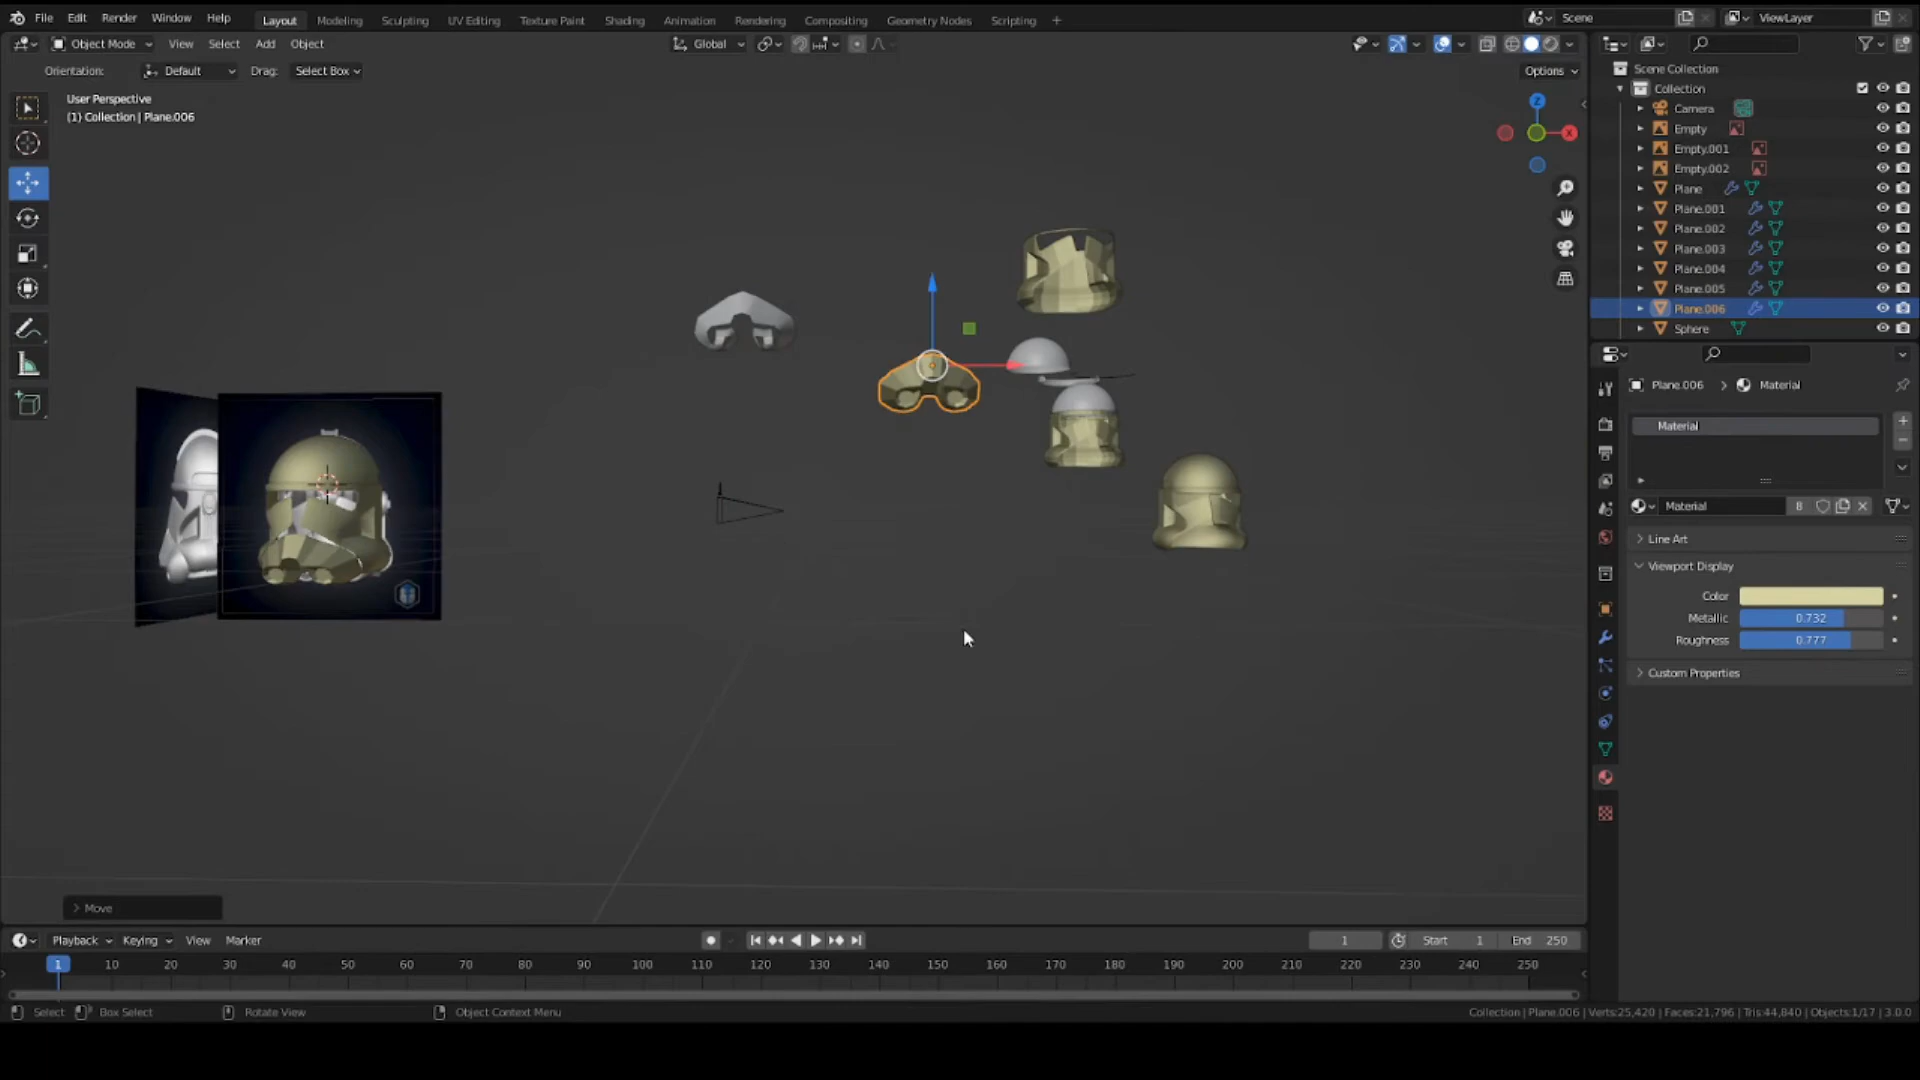 File Edit Render Window Help Layout Modeling Sculpting UV Editing Texture Paint Shading Animation Rendering Compositing Geometry Nodes Scripting + Scene ViewLayer
Object Mode View Select Add Object Global
Orientation: Default Drag: Select Box Options
User Perspective
(1) Collection | Plane.006
Z
X
Scene Collection
Collection
Camera
Empty
Empty.001
Empty.002
Plane
Plane.001
Plane.002
Plane.003
Plane.004
Plane.005
Plane.006
Sphere
Plane.006 > Material
Material
Material 8
Line Art
Viewport Display
Color
Metallic 0.732
Roughness 0.777
Custom Properties
> Move
Playback Keying View Marker 1 Start 1 End 250
1 10 20 30 40 50 60 70 80 90 100 110 120 130 140 150 160 170 180 190 200 210 220 230 240 250
Select Box Select Rotate View Object Context Menu Collection | Plane.006 | Verts:25,420 | Faces:21,796 | Tris:44,840 | Objects:1/17 | 3.0.0